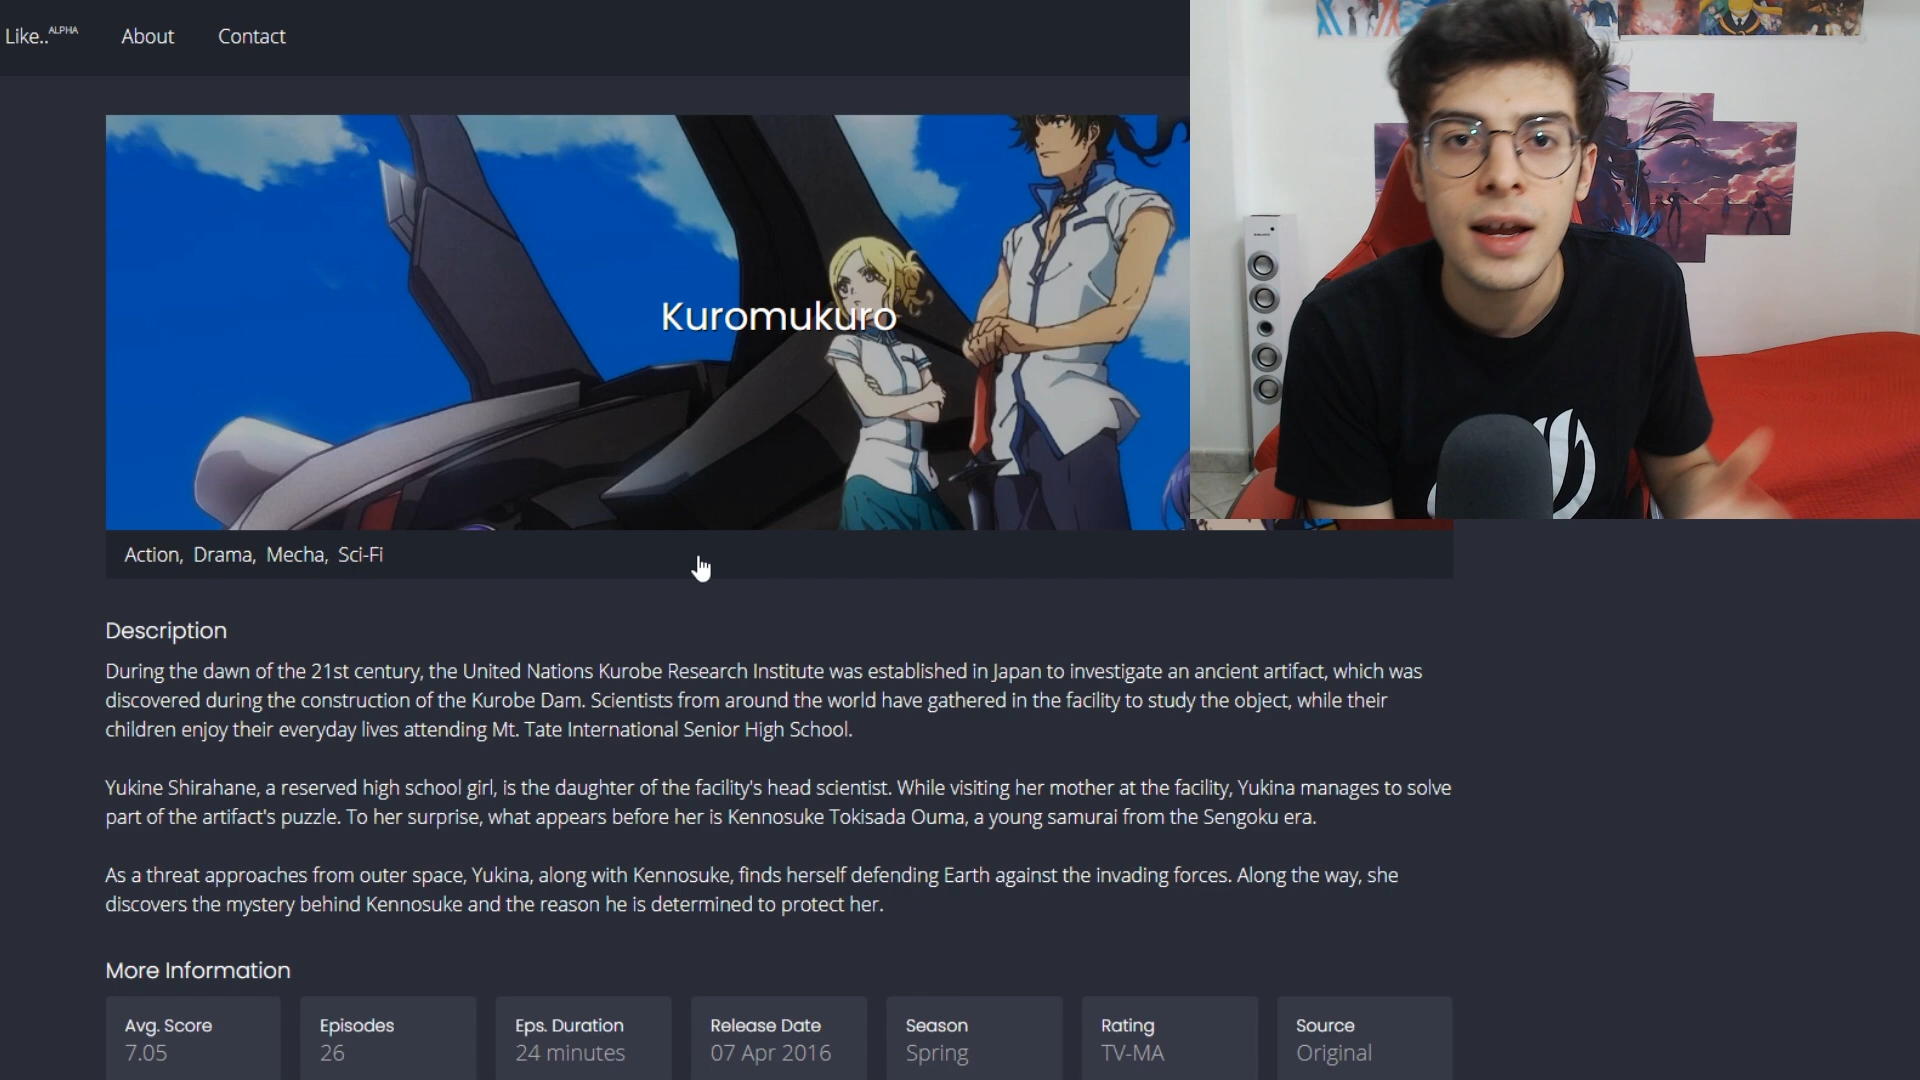 Like.. ALPHA About Contact
Kuromukuro
Action, Drama, Mecha, Sci-Fi
Description
During the dawn of the 21st century, the United Nations Kurobe Research Institute was established in Japan to investigate an ancient artifact, which was
discovered during the construction of the Kurobe Dam. Scientists from around the world have gathered in the facility to study the object, while their
children enjoy their everyday lives attending Mt. Tate International Senior High School.
Yukine Shirahane, a reserved high school girl, is the daughter of the facility's head scientist. While visiting her mother at the facility, Yukina manages to solve
part of the artifact's puzzle. To her surprise, what appears before her is Kennosuke Tokisada Ouma, a young samurai from the Sengoku era.
As a threat approaches from outer space, Yukina, along with Kennosuke, finds herself defending Earth against the invading forces. Along the way, she
discovers the mystery behind Kennosuke and the reason he is determined to protect her.
More Information
Avg. Score
7.05
Episodes
26
Eps. Duration
24 minutes
Release Date
07 Apr 2016
Season
Spring
Rating
TV-MA
Source
Original